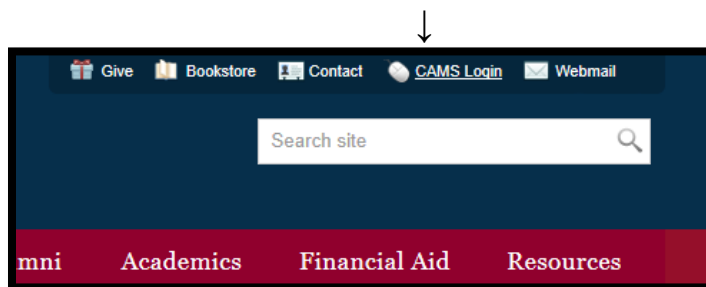 Give Bookstore Contact CAMS Login Webmail
Search site
mni Academics Financial Aid Resources